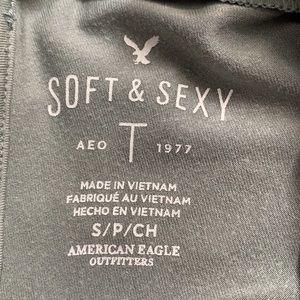 SOFT & SEXY
AEO T 1977
MADE IN VIETNAM
FABRIQUÉ AU VIETNAM
HECHO EN VIETNAM
S/P/CH
AMERICAN EAGLE
OUTFITTERS